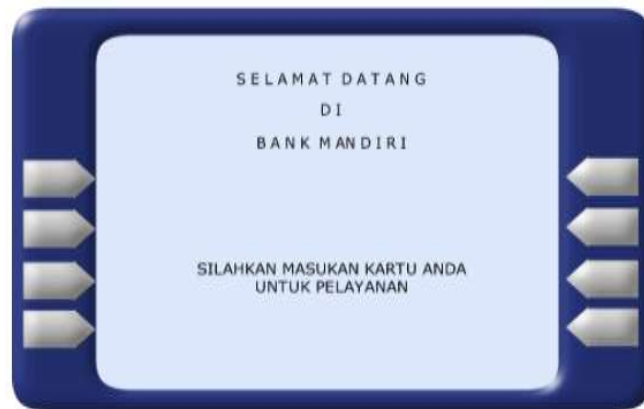 SELAMAT DATANG
DI
BANK MANDIRI
SILAHKAN MASUKAN KARTU ANDA
UNTUK PELAYANAN